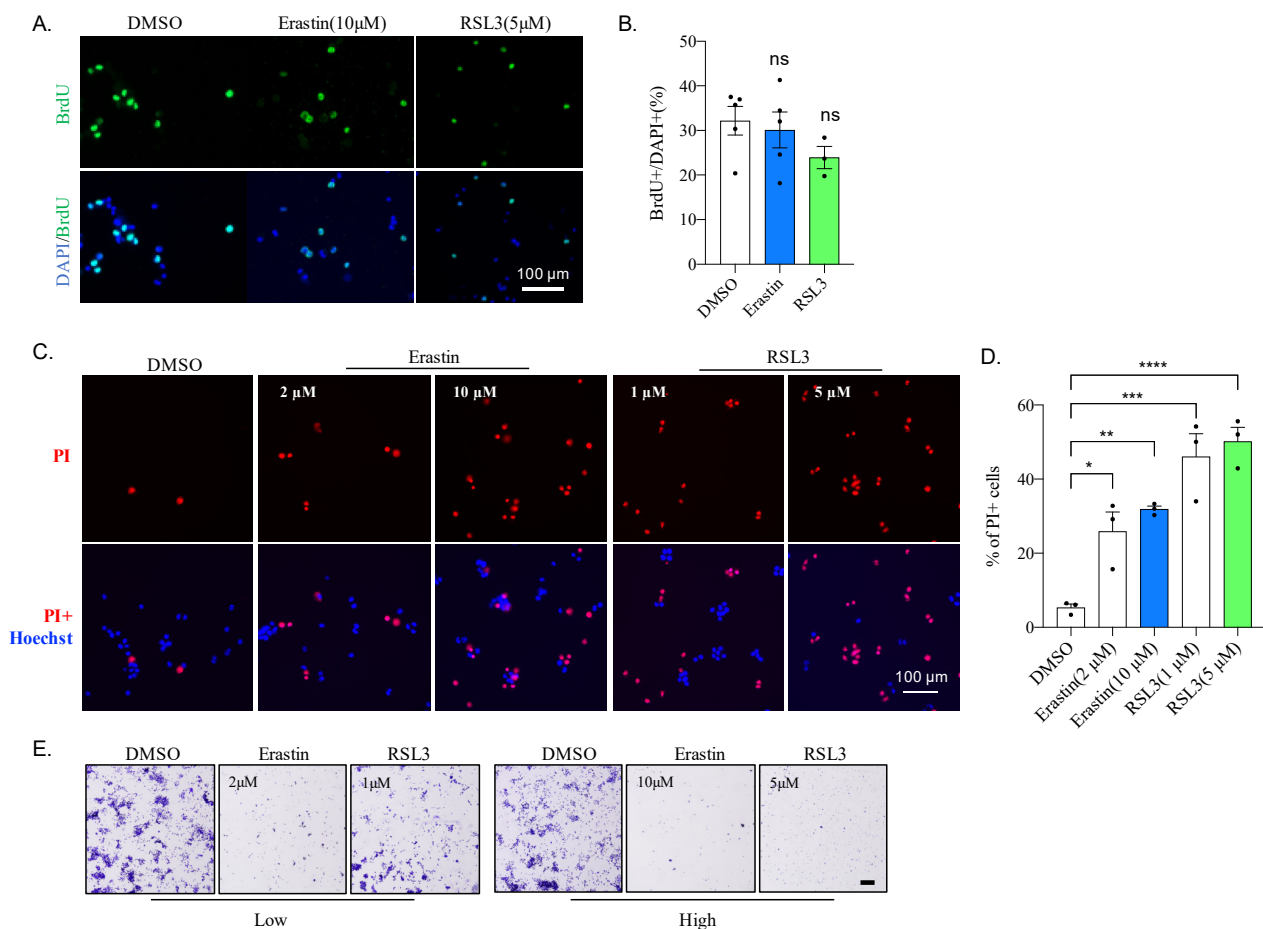 A.
DMSO
Erastin(10μM)
RSL3(5μM)
BrdU
DAPI/BrdU
100 μm
B.
BrdU+/DAPI+(%)
50
40
30
20
10
0
ns
ns
DMSO
Erastin
RSL3
C.
DMSO
Erastin
RSL3
2 μM
10 μM
1 μM
5 μM
PI
PI+
Hoechst
100 μm
D.
% of PI+ cells
60
40
20
0
****
***
**
*
DMSO
Erastin(2 μM)
Erastin(10 μM)
RSL3(1 μM)
RSL3(5 μM)
E.
DMSO
Erastin
RSL3
DMSO
Erastin
RSL3
2μM
1μM
10μM
5μM
Low
High